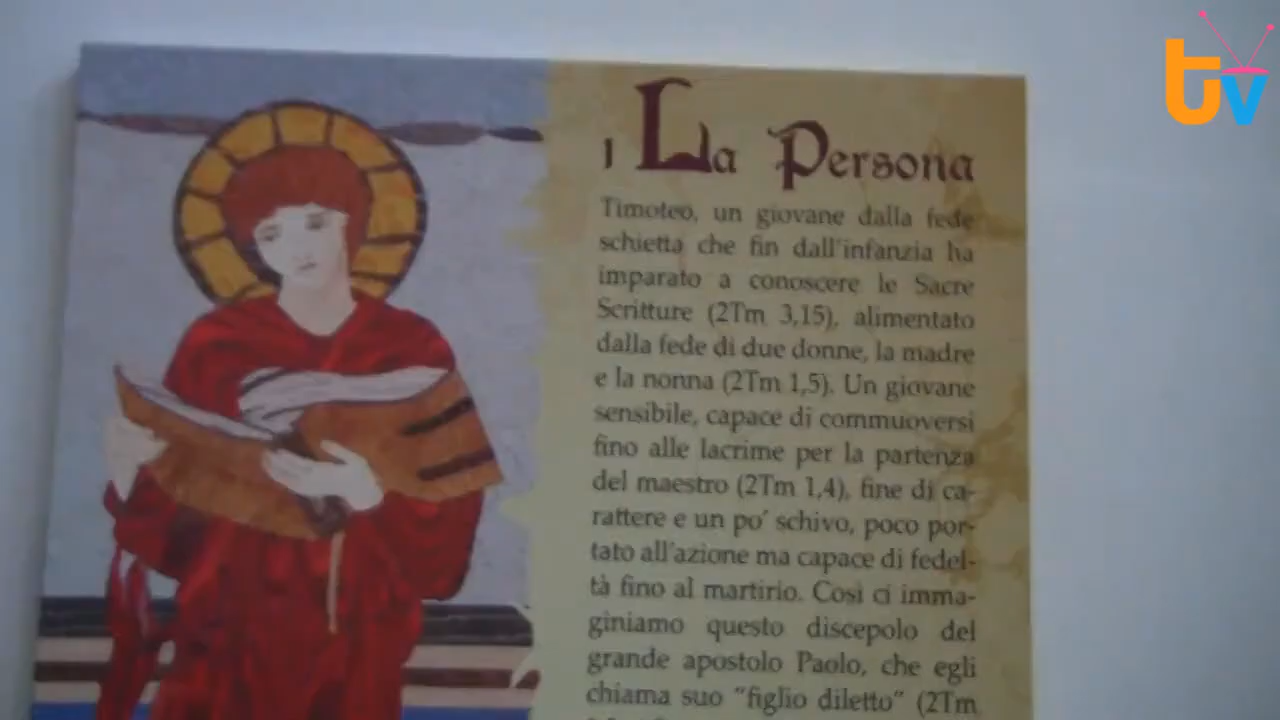 tv
1 La Persona
Timoteo, un giovane dalla fede
schietta che fin dall'infanzia ha
imparato a conoscere le Sacre
Scritture (2Tm 3,15), alimentato
dalla fede di due donne, la madre
e la nonna (2Tm 1,5). Un giovane
sensibile, capace di commuoversi
fino alle lacrime per la partenza
del maestro (2Tm 1,4), fine di ca-
rattere e un po' schivo, poco por-
tato all'azione ma capace di fedel-
tà fino al martirio. Così ci imma-
giniamo questo discepolo del
grande apostolo Paolo, che egli
chiama suo "figlio diletto" (2Tm